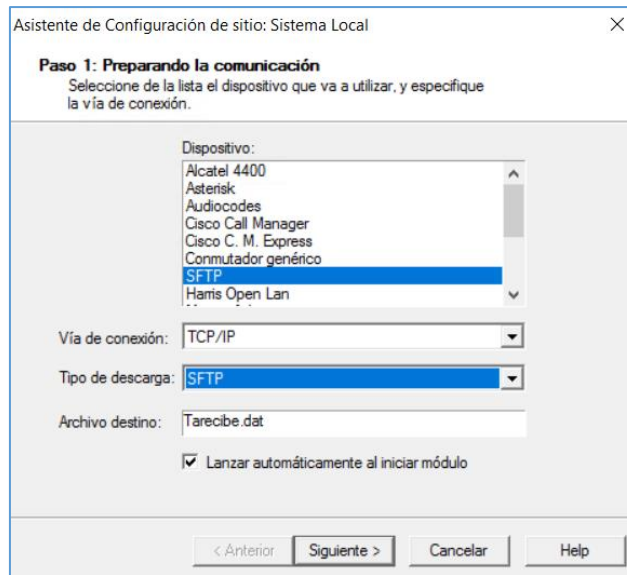 Asistente de Configuración de sitio: Sistema Local
Paso 1: Preparando la comunicación
Seleccione de la lista el dispositivo que va a utilizar, y especifique
la vía de conexión.
Dispositivo:
Alcatel 4400
Asterisk
Audiocodes
Cisco Call Manager
Cisco C. M. Express
Conmutador genérico
SFTP
Harris Open Lan
Vía de conexión: TCP/IP
Tipo de descarga: SFTP
Archivo destino: Tarecibe.dat
Lanzar automáticamente al iniciar módulo
< Anterior Siguiente > Cancelar Help